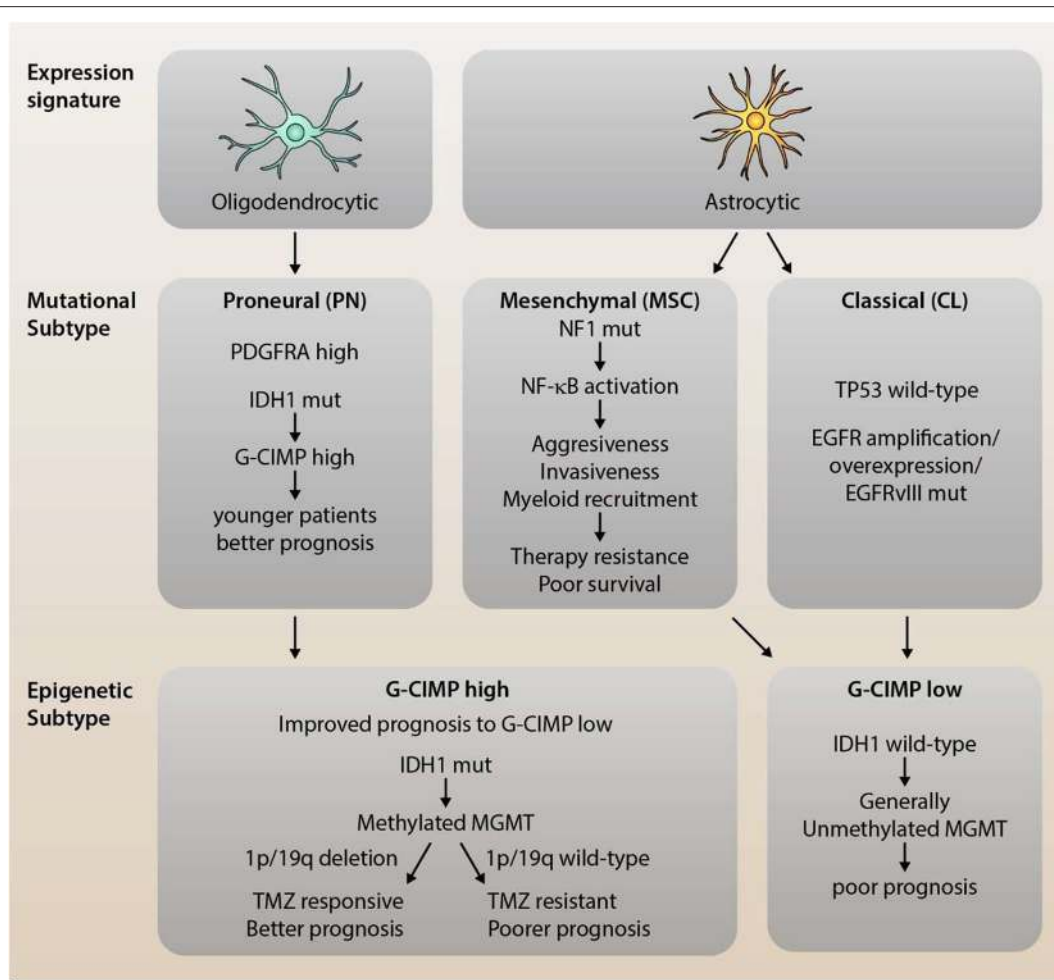 Expression
signature
Oligodendrocytic
Astrocytic
Mutational
Subtype
Proneural (PN)
PDGFRA high
IDH1 mut
G-CIMP high
younger patients
better prognosis
Mesenchymal (MSC)
NF1 mut
NF-κB activation
Aggresiveness
Invasiveness
Myeloid recruitment
Therapy resistance
Poor survival
Classical (CL)
TP53 wild-type
EGFR amplification/
overexpression/
EGFRvIII mut
Epigenetic
Subtype
G-CIMP high
Improved prognosis to G-CIMP low
IDH1 mut
Methylated MGMT
1p/19q deletion
1p/19q wild-type
TMZ responsive
Better prognosis
TMZ resistant
Poorer prognosis
G-CIMP low
IDH1 wild-type
Generally
Unmethylated MGMT
poor prognosis